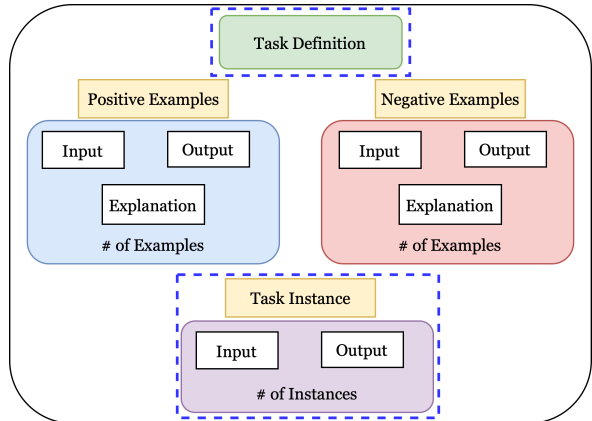 Task Definition
Positive Examples
Negative Examples
Input
Output
Input
Output
Explanation
Explanation
# of Examples
# of Examples
Task Instance
Input
Output
# of Instances